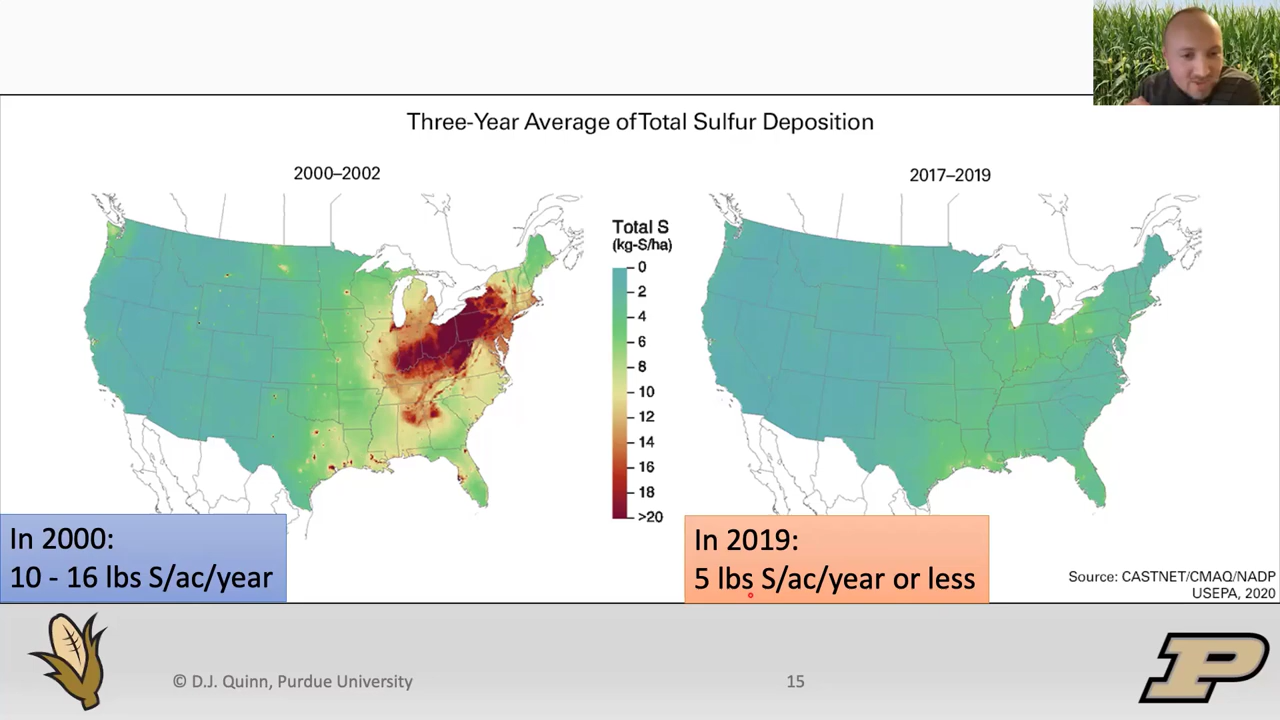 Three-Year Average of Total Sulfur Deposition
2000–2002
2017–2019
Total S
(kg-S/ha)
0
2
4
6
8
10
12
14
16
18
>20
In 2000:
10 - 16 lbs S/ac/year
In 2019:
5 lbs S/ac/year or less
Source: CASTNET/CMAQ/NADP
USEPA, 2020
© D.J. Quinn, Purdue University
15
P